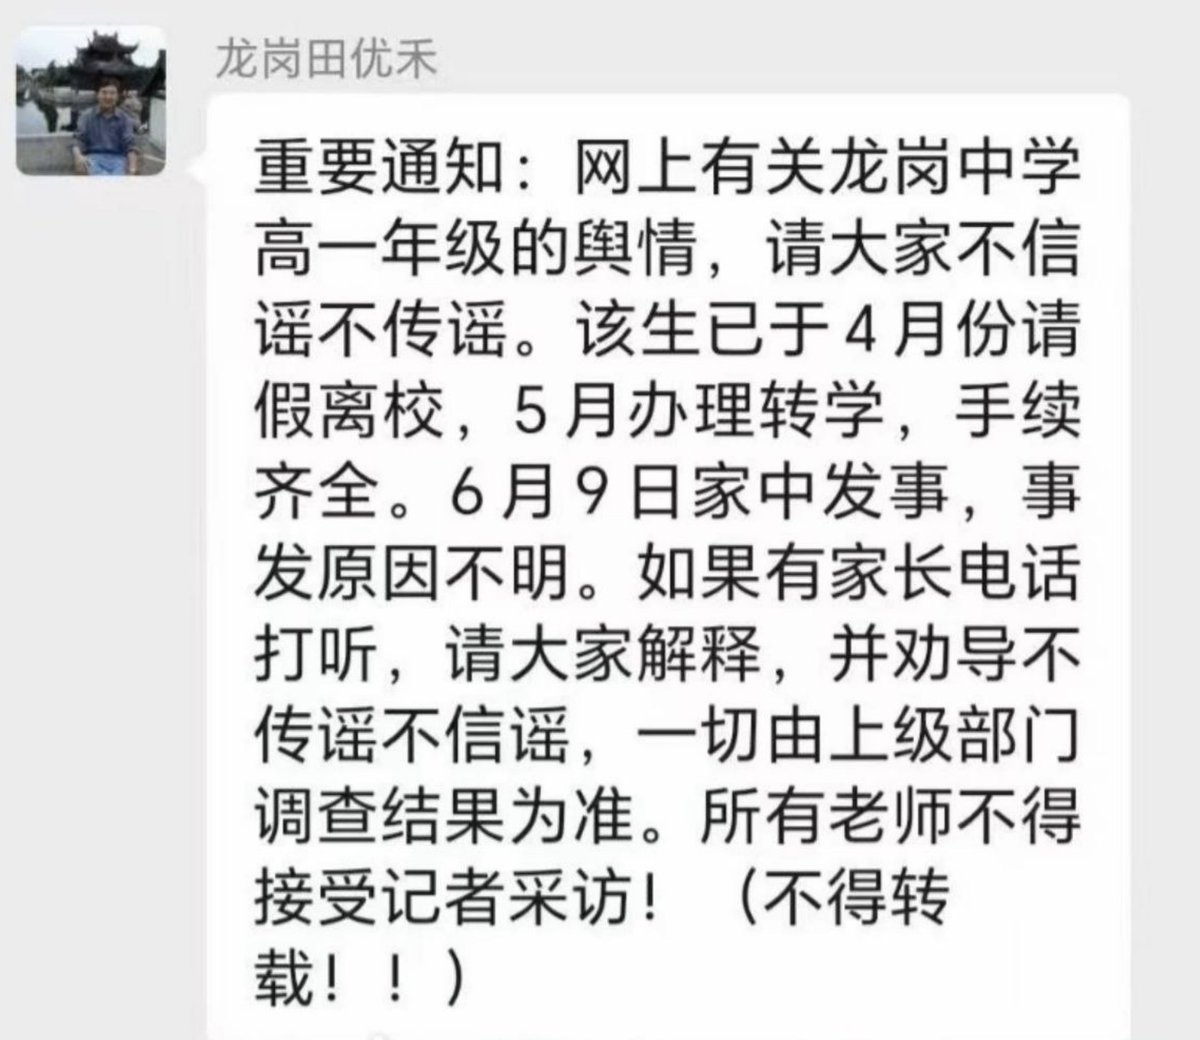 龙岗田优禾
重要通知：网上有关龙岗中学
高一年级的舆情，请大家不信
谣不传谣。该生已于4月份请
假离校，5月办理转学，手续
齐全。6月9日家中发事，事
发原因不明。如果有家长电话
打听，请大家解释，并劝导不
传谣不信谣，一切由上级部门
调查结果为准。所有老师不得
接受记者采访！（不得转
载！！）